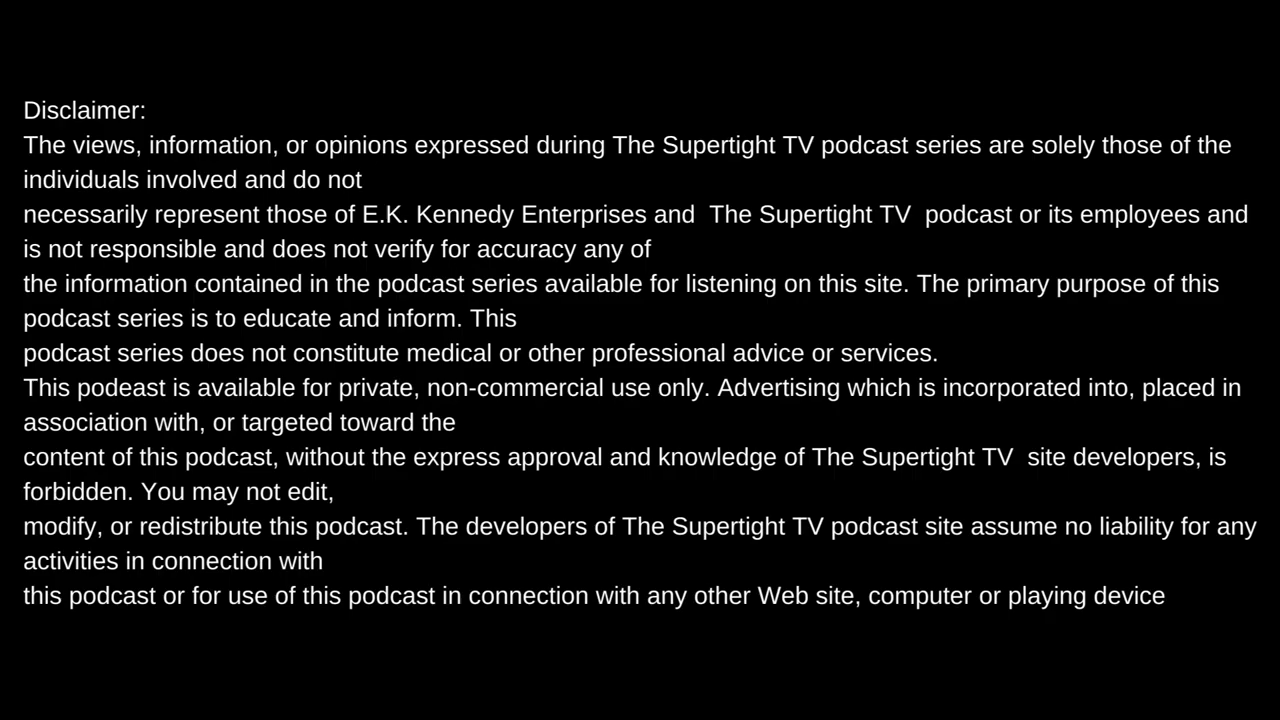 Disclaimer:
The views, information, or opinions expressed during The Supertight TV podcast series are solely those of the
individuals involved and do not
necessarily represent those of E.K. Kennedy Enterprises and  The Supertight TV  podcast or its employees and
is not responsible and does not verify for accuracy any of
the information contained in the podcast series available for listening on this site. The primary purpose of this
podcast series is to educate and inform. This
podcast series does not constitute medical or other professional advice or services.
This podeast is available for private, non-commercial use only. Advertising which is incorporated into, placed in
association with, or targeted toward the
content of this podcast, without the express approval and knowledge of The Supertight TV  site developers, is
forbidden. You may not edit,
modify, or redistribute this podcast. The developers of The Supertight TV podcast site assume no liability for any
activities in connection with
this podcast or for use of this podcast in connection with any other Web site, computer or playing device